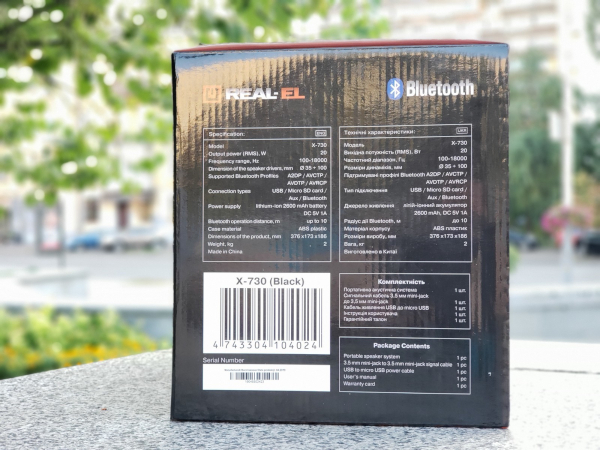 REAL-EL
Bluetooth
Specification: ENG
Model X-730
Output power (RMS), W 20
Frequency range, Hz 100-18000
Dimension of the speaker drivers, mm Ø 35 + 100
Supported Bluetooth Profiles A2DP / AVCTP /
AVDTP / AVRCP
Connection types USB / Micro SD card /
Aux / Bluetooth
Power supply lithium-ion 2600 mAh battery
DC 5V 1A
Bluetooth operation distance, m up to 10
Case material ABS plastic
Dimensions of the product, mm 376 x173 x186
Weight, kg 2
Made in China
Технічні характеристики: UKR
Модель X-730
Вихідна потужність (RMS), Вт 20
Частотний діапазон, Гц 100-18000
Розміри динаміків, мм Ø 35 + 100
Підтримувані профілі Bluetooth A2DP / AVCTP /
AVDTP / AVRCP
Тип підключення USB / Micro SD card /
Aux / Bluetooth
Джерело живлення літій-іонний акумулятор
2600 mAh, DC 5V 1A
Радіус дії Bluetooth, м до 10
Матеріал корпусу ABS пластик
Розміри виробу, мм 376 x173 x186
Вага, кг 2
Виготовлено в Китаї
X-730 (Black)
4 743304 104024
Serial Number
Комплектність
Портативна акустична система 1 шт.
Сигнальний кабель 3.5 мм mini-jack
до 3.5 мм mini-jack 1 шт.
Кабель живлення USB до micro USB 1 шт.
Інструкція користувача 1 шт.
Гарантійний талон 1 шт.
Package Contents
Portable speaker system 1 pc
3.5 mm mini-jack to 3.5 mm mini-jack signal cable 1 pc
USB to micro USB power cable 1 pc
User's manual 1 pc
Warranty card 1 pc